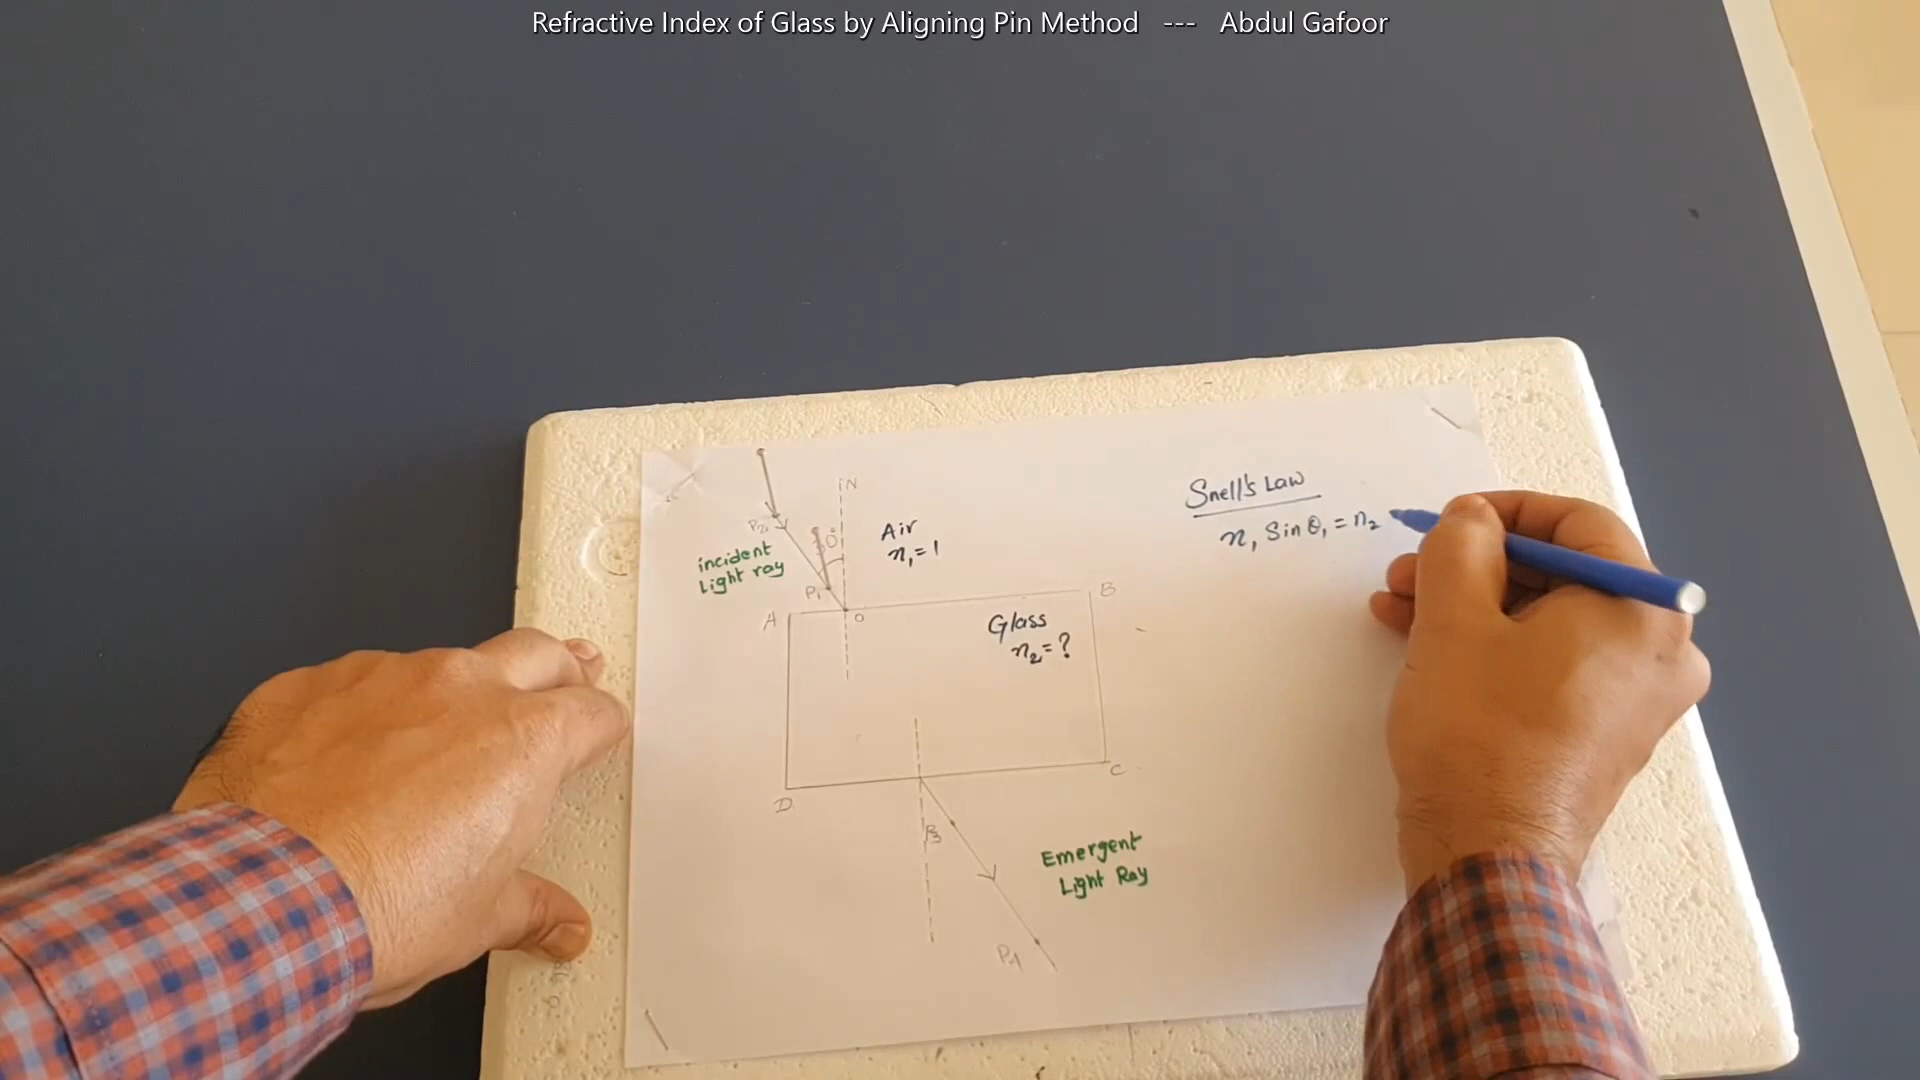 Refractive Index of Glass by Aligning Pin Method --- Abdul Gafoor
N
P2
30°
incident
Light ray
P1
Air
n₁ = 1
Snell's Law
n₁ Sin θ₁ = n₂
A
O
B
Glass
n₂ = ?
D
C
P3
Emergent
Light Ray
P4